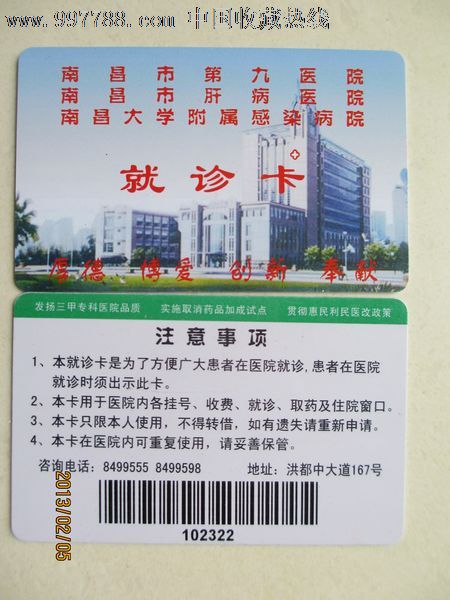 www.997788.com 中国收藏热线
南昌市第九医院
南昌市肝病医院
南昌大学附属感染病院
就诊卡
厚德、博爱 创新 奉献
发扬三甲专科医院品质 实施取消药品加成试点 贯彻惠民利民医改政策
注意事项
1、本就诊卡是为了方便广大患者在医院就诊,患者在医院
就诊时须出示此卡。
2、本卡用于医院内各挂号、收费、就诊、取药及住院窗口。
3、本卡只限本人使用，不得转借，如有遗失请重新申请。
4、本卡在医院内可重复使用，请妥善保管。
咨询电话：8499555 8499598 地址：洪都中大道167号
102322
2013/02/05